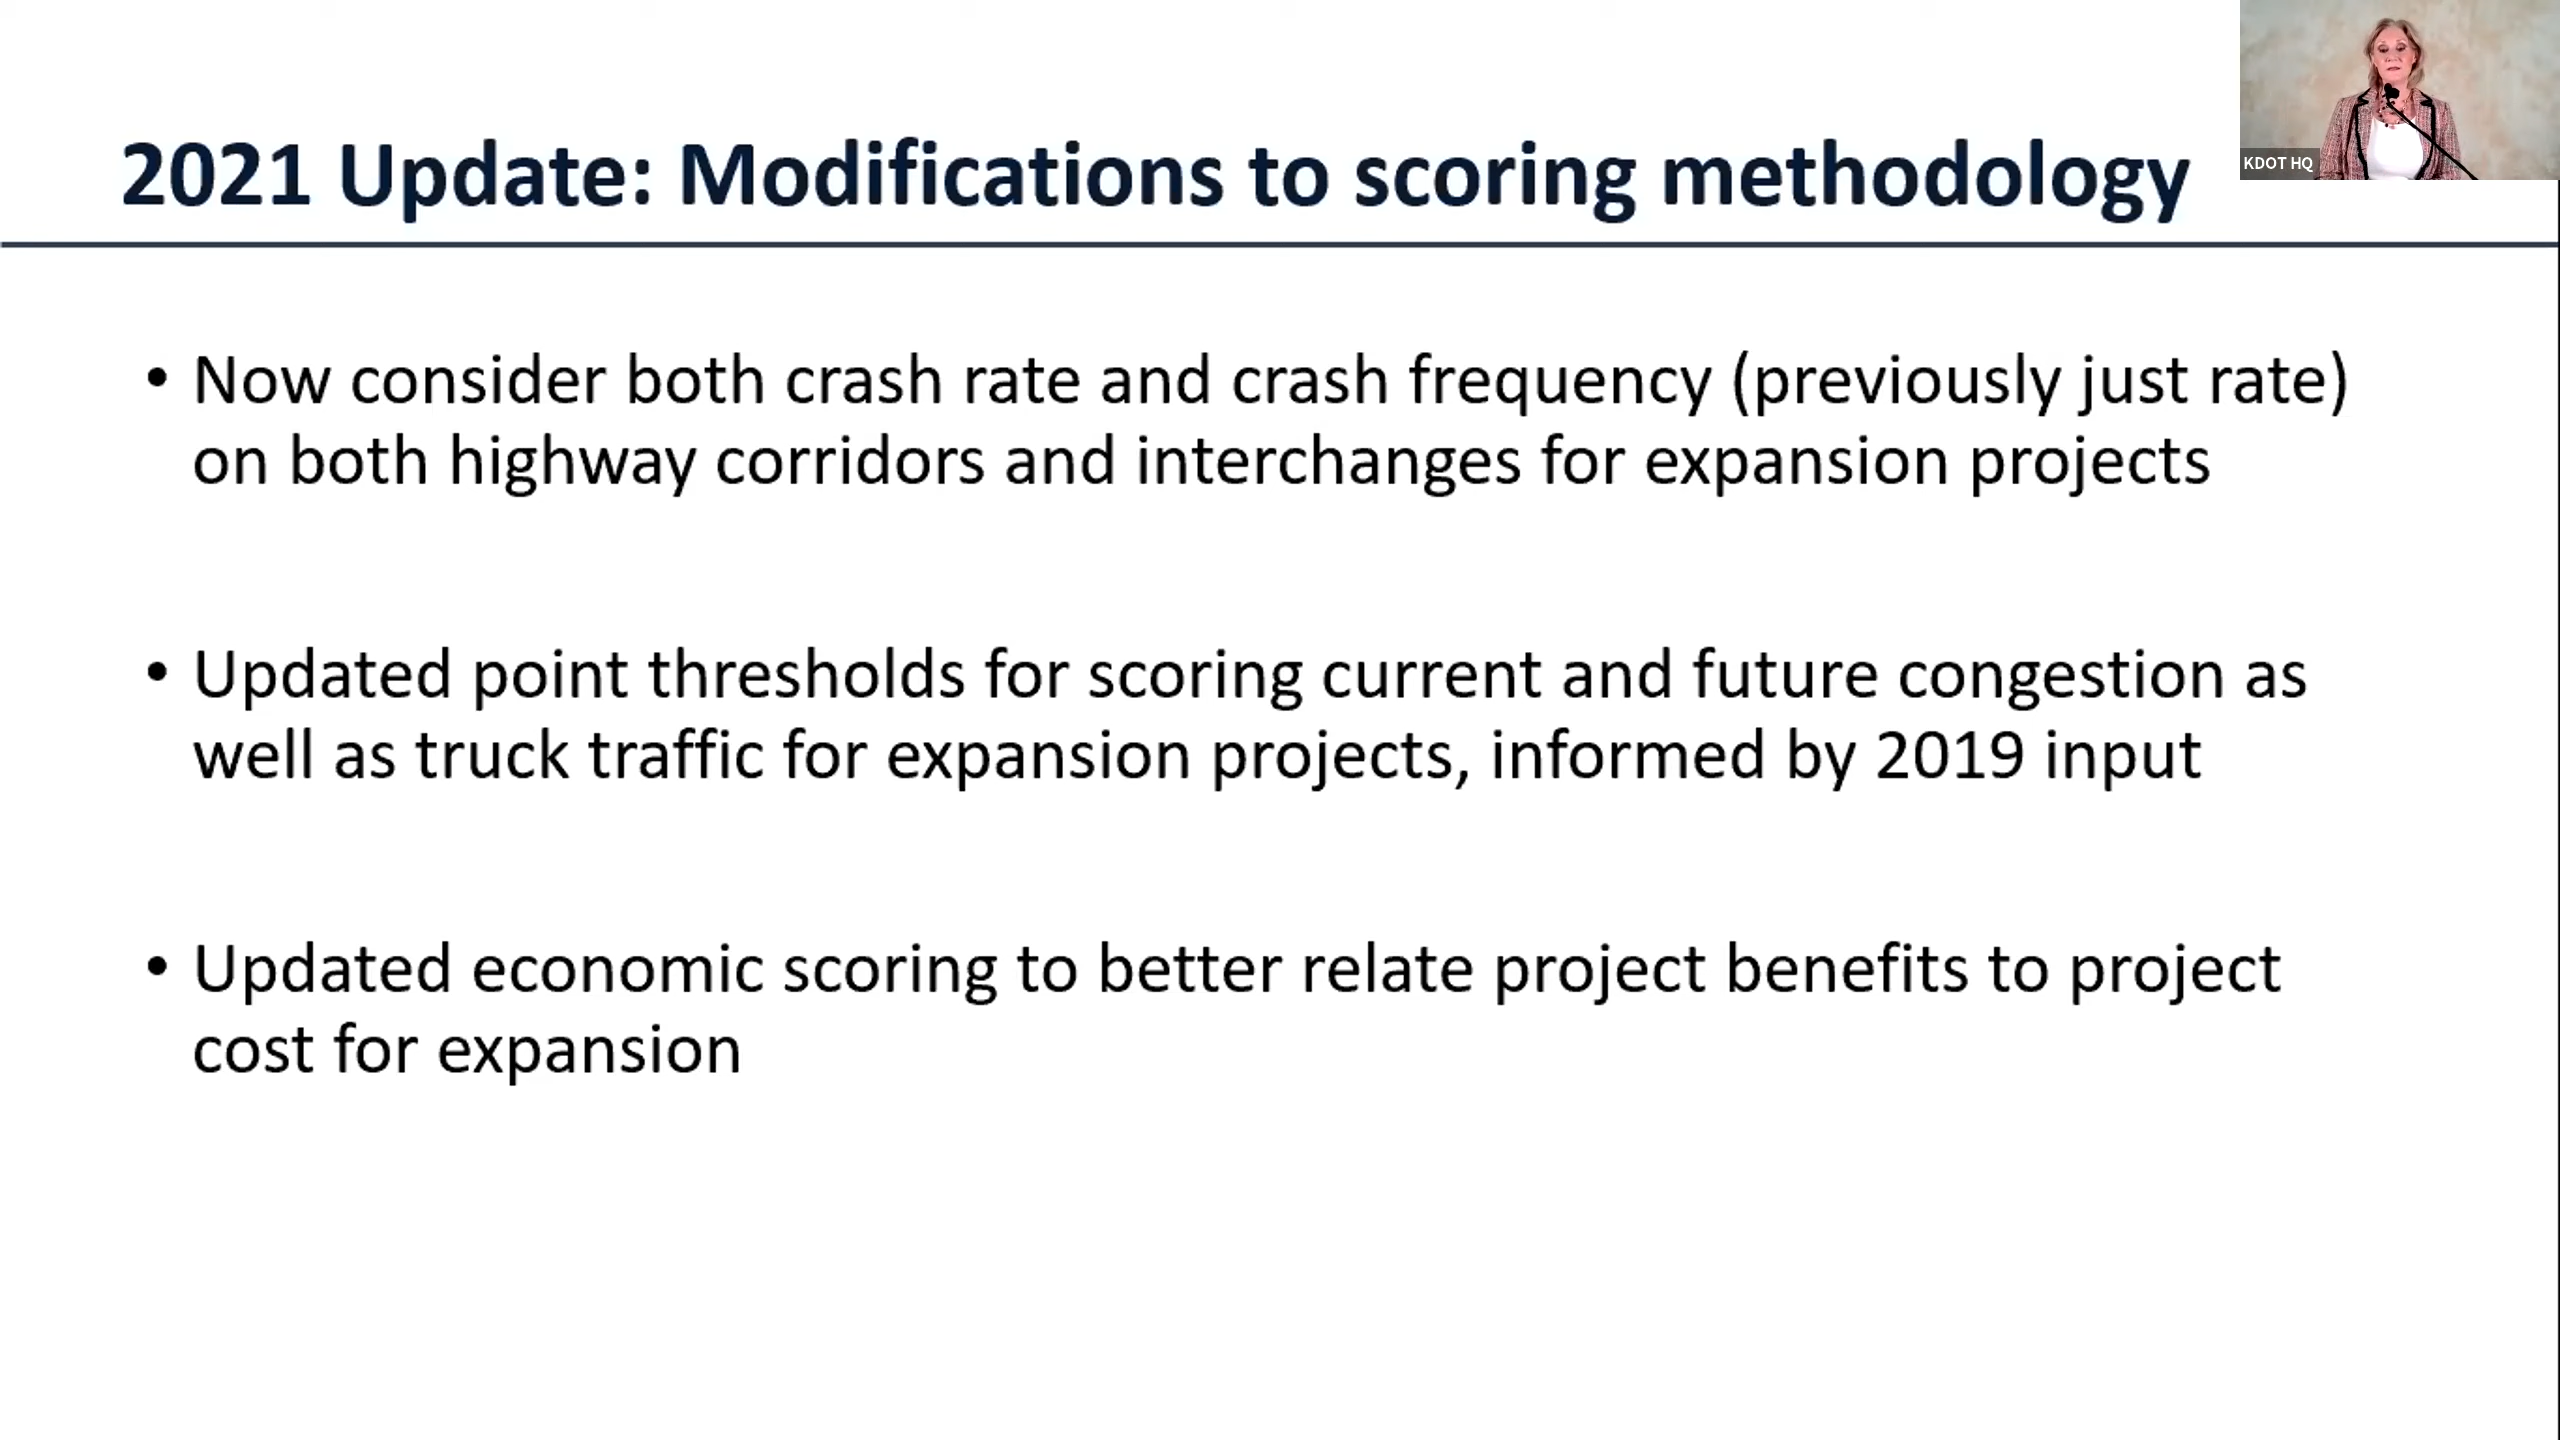 2021 Update: Modifications to scoring methodology
KDOT HQ
• Now consider both crash rate and crash frequency (previously just rate)
on both highway corridors and interchanges for expansion projects
• Updated point thresholds for scoring current and future congestion as
well as truck traffic for expansion projects, informed by 2019 input
• Updated economic scoring to better relate project benefits to project
cost for expansion